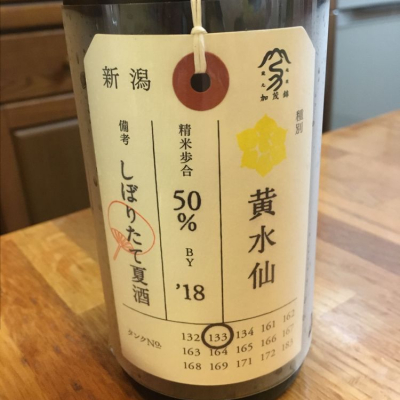 加茂錦
種別
黄水仙
精米歩合
50%
BY
'18
新潟
備考
しぼりたて夏酒
タンクNo.
132 133 134 161 162
163 164 165 166 167
168 169 171 172 183